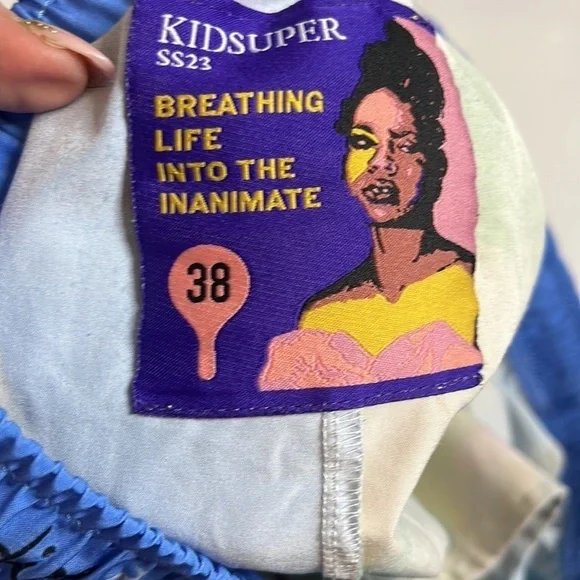 KIDSUPER
SS23
BREATHING
LIFE
INTO THE
INANIMATE
38